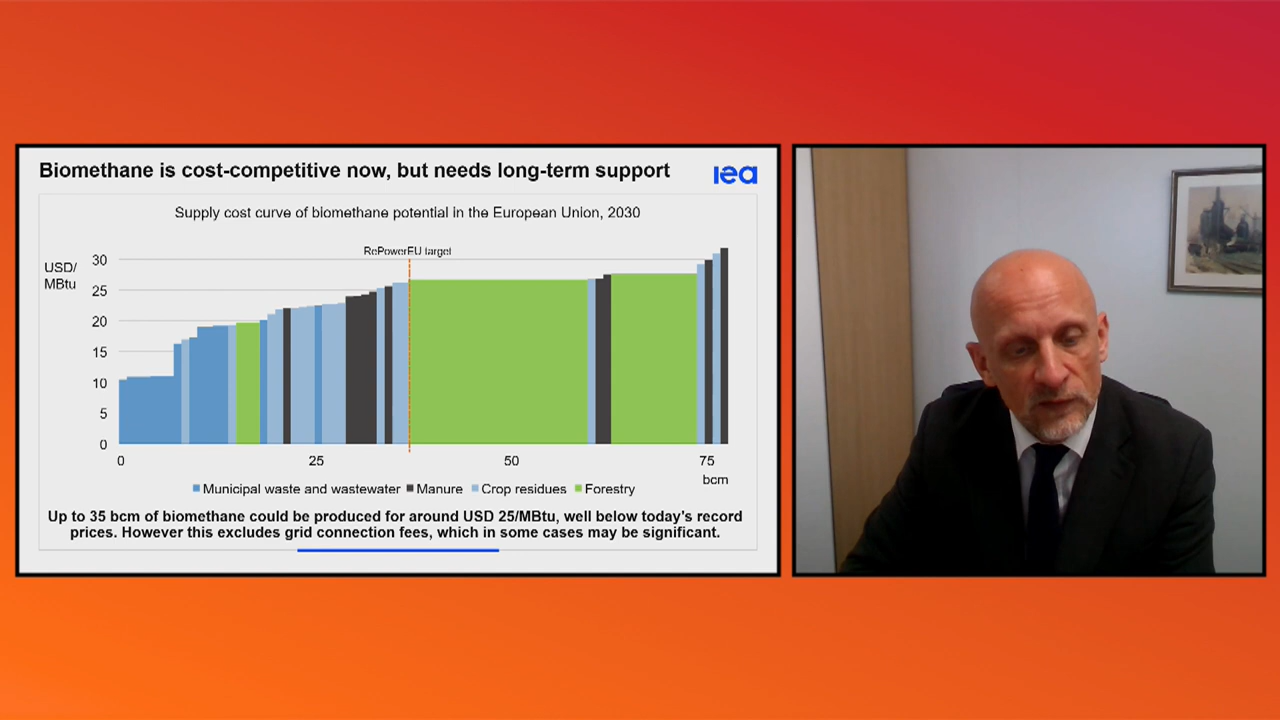 Biomethane is cost-competitive now, but needs long-term support
iea
Supply cost curve of biomethane potential in the European Union, 2030
RePowerEU target
USD/
MBtu
30
25
20
15
10
5
0
0 25 50 75
bcm
Municipal waste and wastewater Manure Crop residues Forestry
Up to 35 bcm of biomethane could be produced for around USD 25/MBtu, well below today's record
prices. However this excludes grid connection fees, which in some cases may be significant.